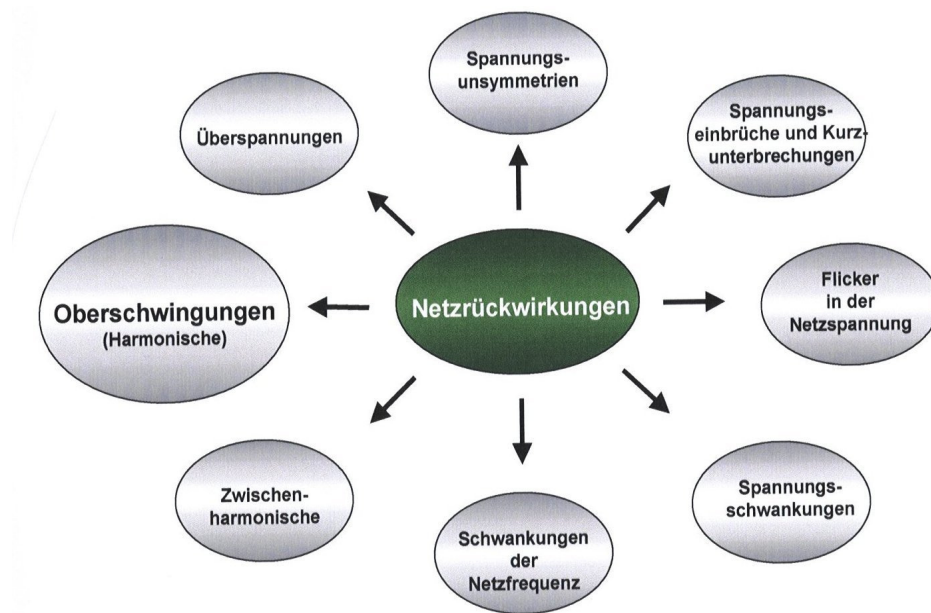 Spannungs-
unsymmetrien
Überspannungen
Spannungs-
einbrüche und Kurz-
unterbrechungen
Oberschwingungen
(Harmonische)
Netzrückwirkungen
Flicker
in der
Netzspannung
Zwischen-
harmonische
Schwankungen
der
Netzfrequenz
Spannungs-
schwankungen